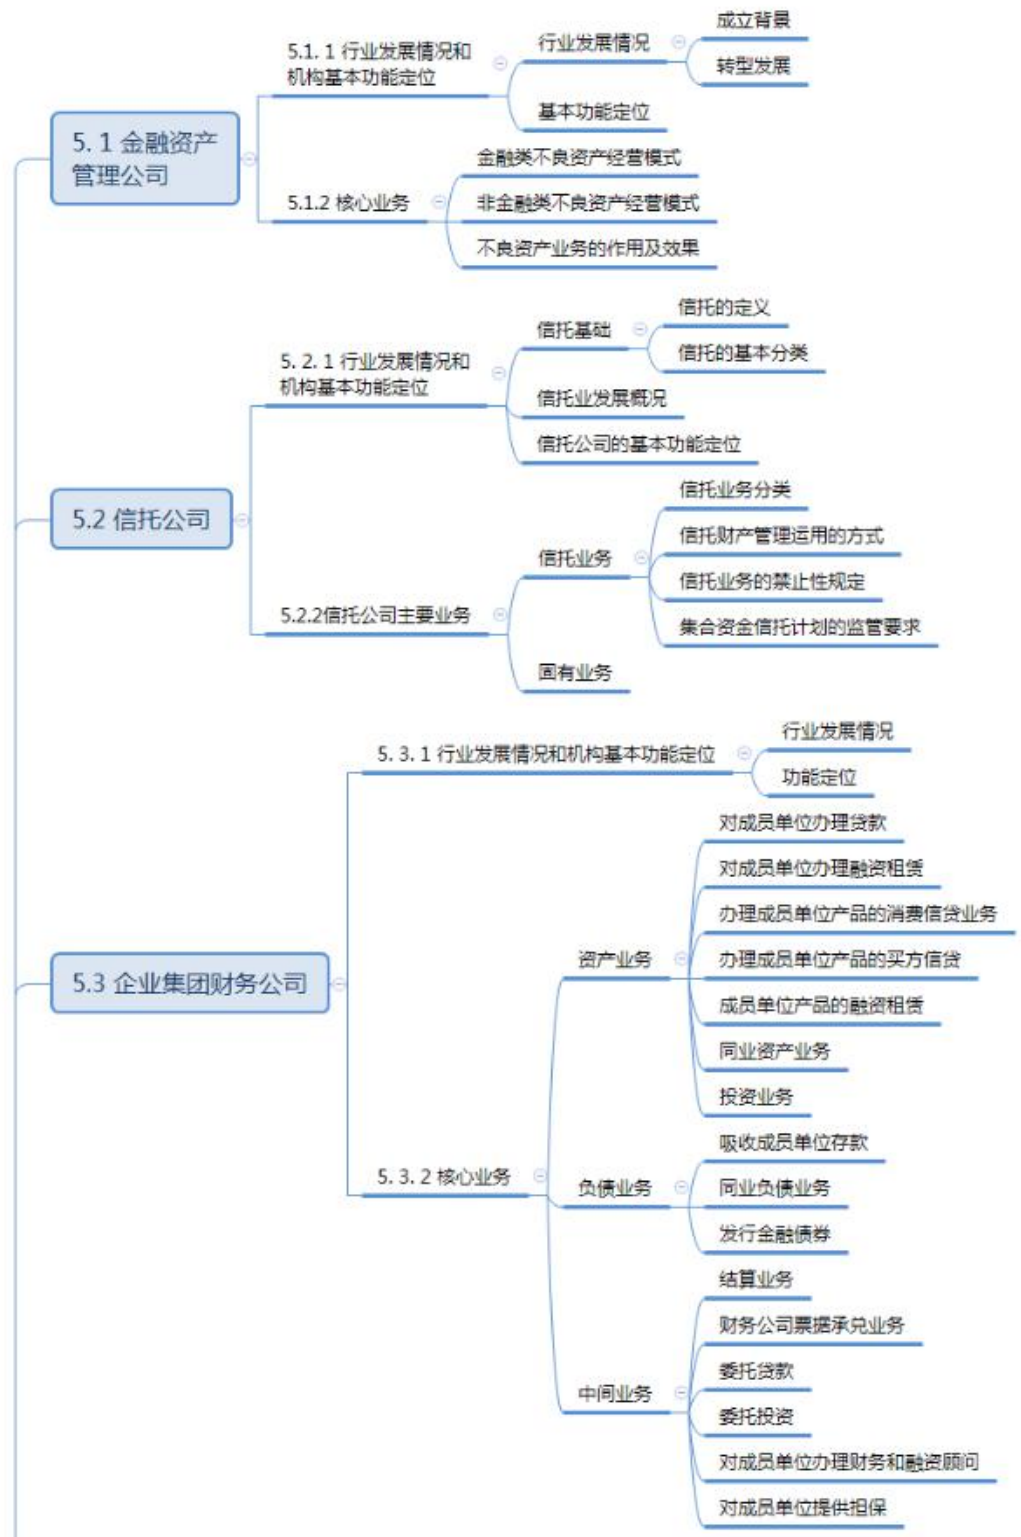 5. 1 金融资产
管理公司
5.1. 1 行业发展情况和
机构基本功能定位
行业发展情况
成立背景
转型发展
基本功能定位
5.1.2 核心业务
金融类不良资产经营模式
非金融类不良资产经营模式
不良资产业务的作用及效果
5.2 信托公司
5. 2. 1 行业发展情况和
机构基本功能定位
信托基础
信托的定义
信托的基本分类
信托业发展概况
信托公司的基本功能定位
5.2.2信托公司主要业务
信托业务
信托业务分类
信托财产管理运用的方式
信托业务的禁止性规定
集合资金信托计划的监管要求
固有业务
5.3 企业集团财务公司
5. 3. 1 行业发展情况和机构基本功能定位
行业发展情况
功能定位
5. 3. 2 核心业务
资产业务
对成员单位办理贷款
对成员单位办理融资租赁
办理成员单位产品的消费信贷业务
办理成员单位产品的买方信贷
成员单位产品的融资租赁
同业资产业务
投资业务
负债业务
吸收成员单位存款
同业负债业务
发行金融债券
中间业务
结算业务
财务公司票据承兑业务
委托贷款
委托投资
对成员单位办理财务和融资顾问
对成员单位提供担保